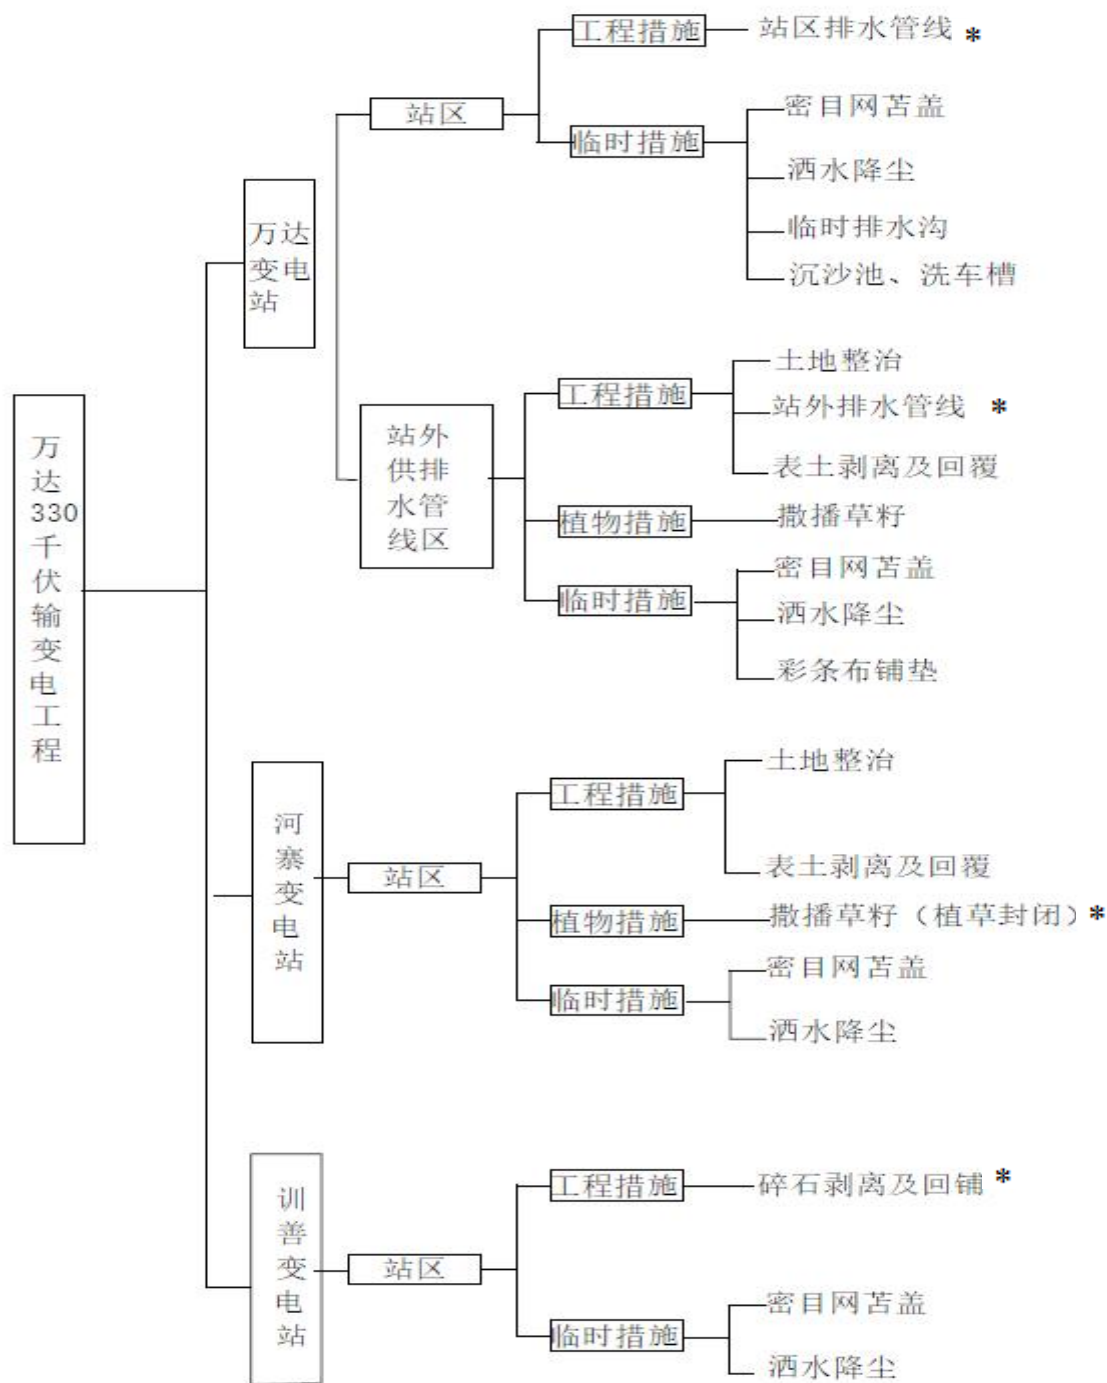 万达330千伏输变电工程
万达变电站
站区
工程措施
站区排水管线 *
临时措施
密目网苫盖
洒水降尘
临时排水沟
沉沙池、洗车槽
站外供排水管线区
工程措施
土地整治
站外排水管线 *
表土剥离及回覆
植物措施
撒播草籽
临时措施
密目网苫盖
洒水降尘
彩条布铺垫
河寨变电站
站区
工程措施
土地整治
表土剥离及回覆
植物措施
撒播草籽（植草封闭）*
临时措施
密目网苫盖
洒水降尘
训善变电站
站区
工程措施
碎石剥离及回铺 *
临时措施
密目网苫盖
洒水降尘